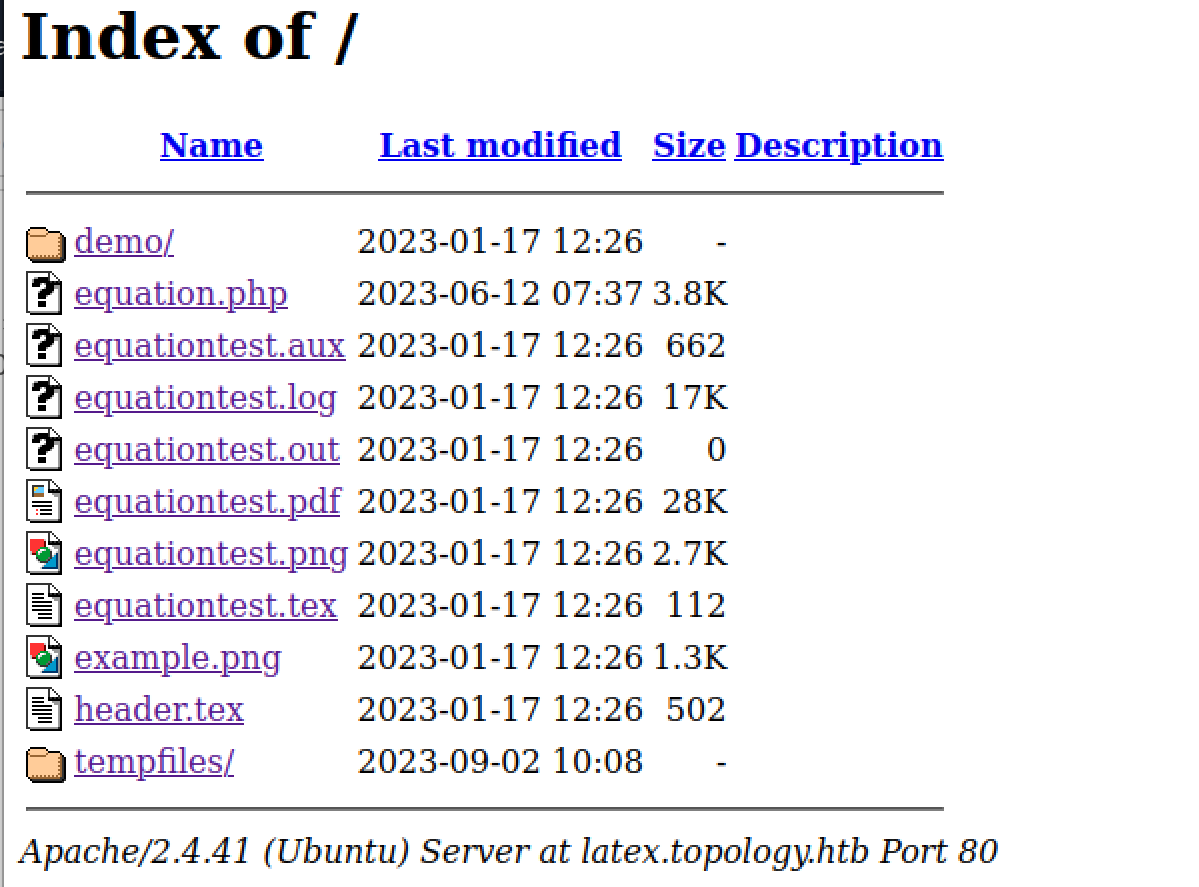 Index of /
Name Last modified Size Description
demo/ 2023-01-17 12:26 -
equation.php 2023-06-12 07:37 3.8K
equationtest.aux 2023-01-17 12:26 662
equationtest.log 2023-01-17 12:26 17K
equationtest.out 2023-01-17 12:26 0
equationtest.pdf 2023-01-17 12:26 28K
equationtest.png 2023-01-17 12:26 2.7K
equationtest.tex 2023-01-17 12:26 112
example.png 2023-01-17 12:26 1.3K
header.tex 2023-01-17 12:26 502
tempfiles/ 2023-09-02 10:08 -
Apache/2.4.41 (Ubuntu) Server at latex.topology.htb Port 80